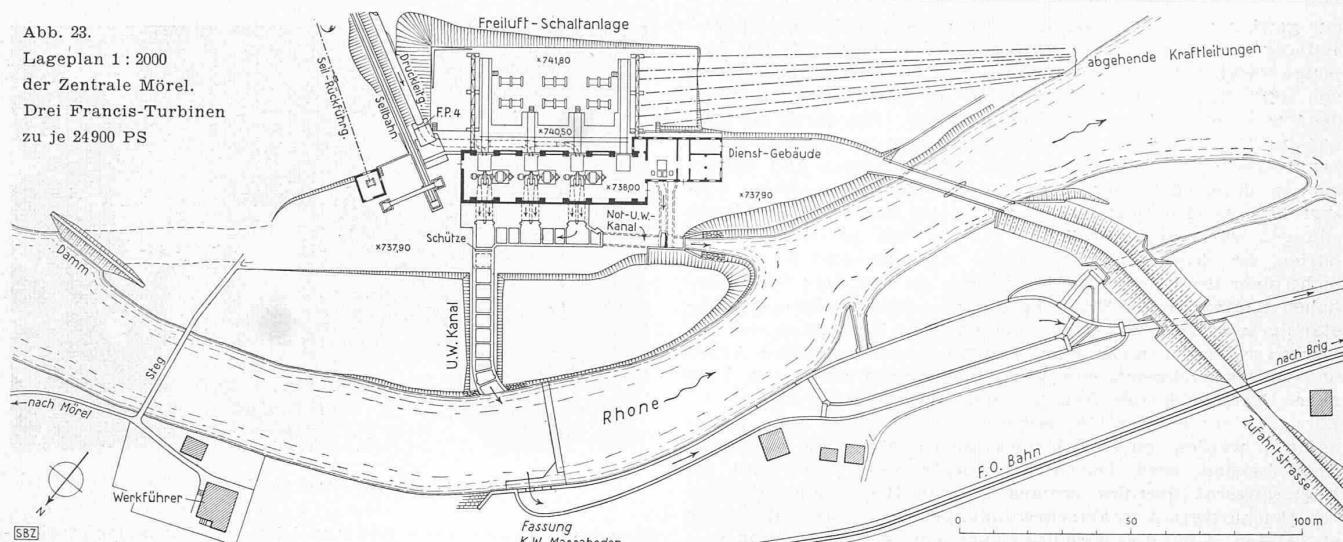 Abb. 23.
Lageplan 1 : 2000
der Zentrale Mörel.
Drei Francis-Turbinen
zu je 24900 PS
Freiluft-Schaltanlage
abgehende Kraftleitungen
Seil-Rückführg.
Seilbahn
Druckleitg.
F.P.4
×741,80
×740,50
Dienst-Gebäude
×738,00
×737,90
Not-U.W.-
Kanal
Schütze
×737,90
Damm
Steg
U.W. Kanal
Rhone
nach Mörel
Werkführer
N
SBZ
Fassung
K.W. Massaboden
F.O. Bahn
nach Brig
Zufahrtstrasse
0 50 100 m